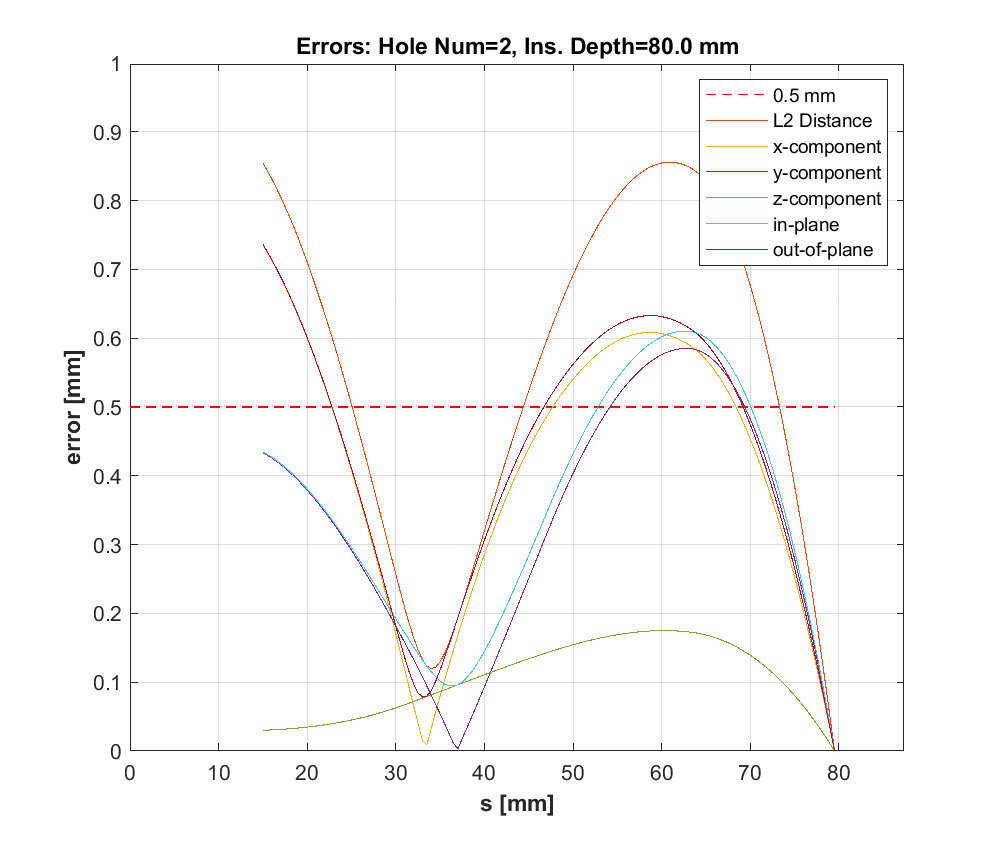 Errors: Hole Num=2, Ins. Depth=80.0 mm
1
0.9
0.8
0.7
0.6
0.5
0.4
0.3
0.2
0.1
0
error [mm]
0.5 mm
L2 Distance
x-component
y-component
z-component
in-plane
out-of-plane
0 10 20 30 40 50 60 70 80
s [mm]